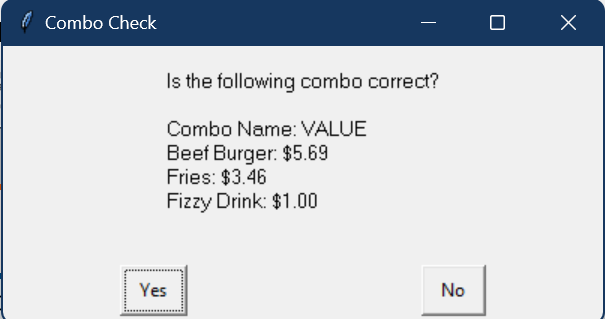 Combo Check
Is the following combo correct?
Combo Name: VALUE
Beef Burger: $5.69
Fries: $3.46
Fizzy Drink: $1.00
Yes
No